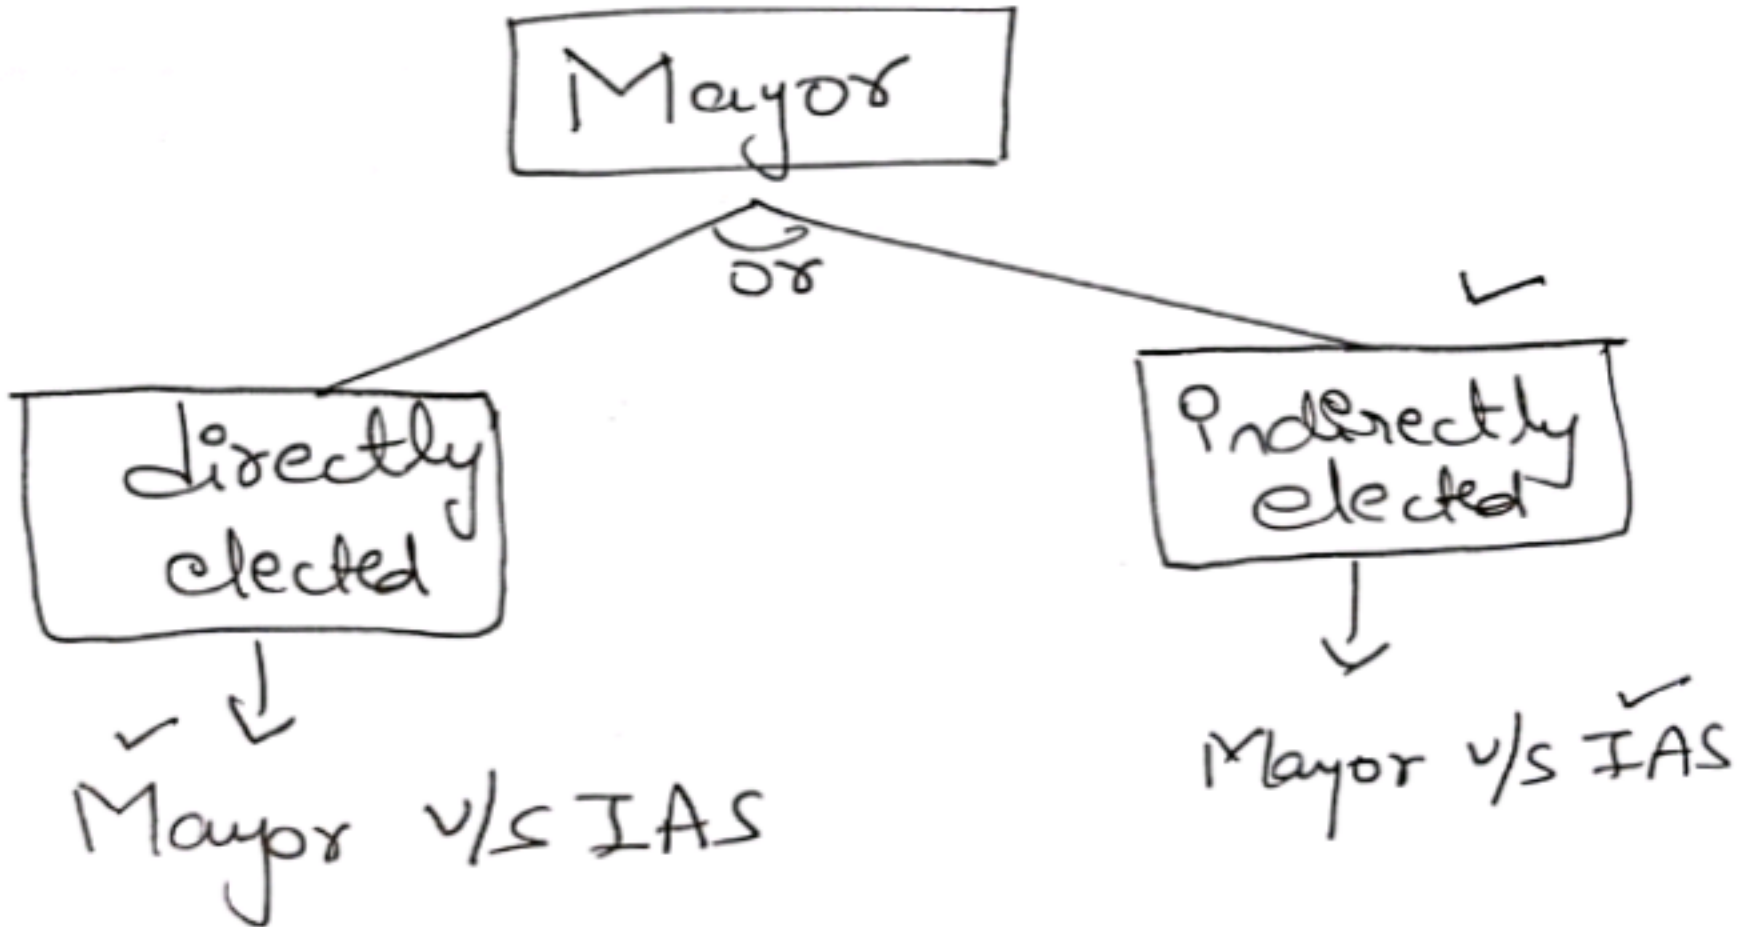 Mayor
or
directly
elected
indirectly
elected
Mayor v/s IAS
Mayor v/s IAS